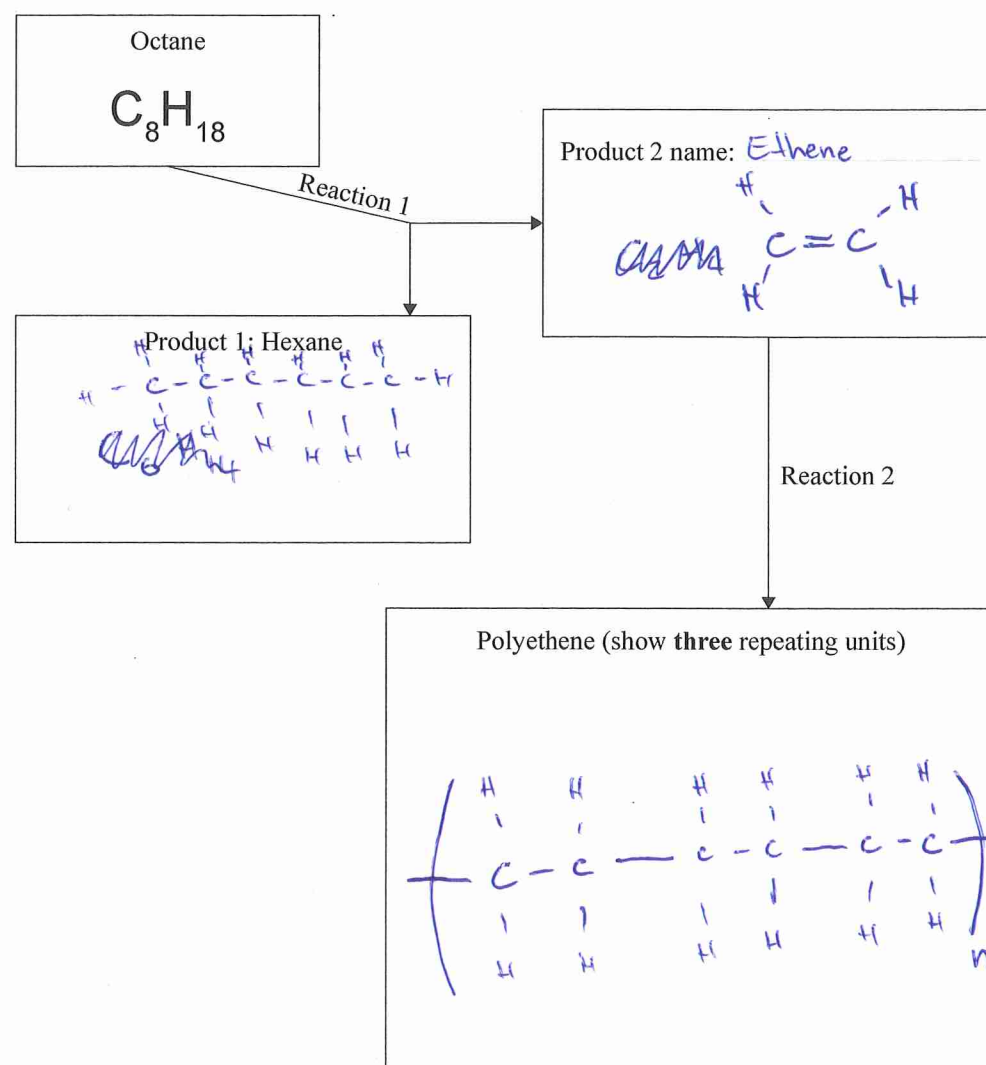 Octane
C₈H₁₈
Reaction 1
Product 2 name: Ethene
H H
C = C
H H
Product 1: Hexane
H H H H H H
H - C - C - C - C - C - C - H
H H H H H H
Reaction 2
Polyethene (show three repeating units)
H H H H H H
C - C - C - C - C - C
H H H H H H
n